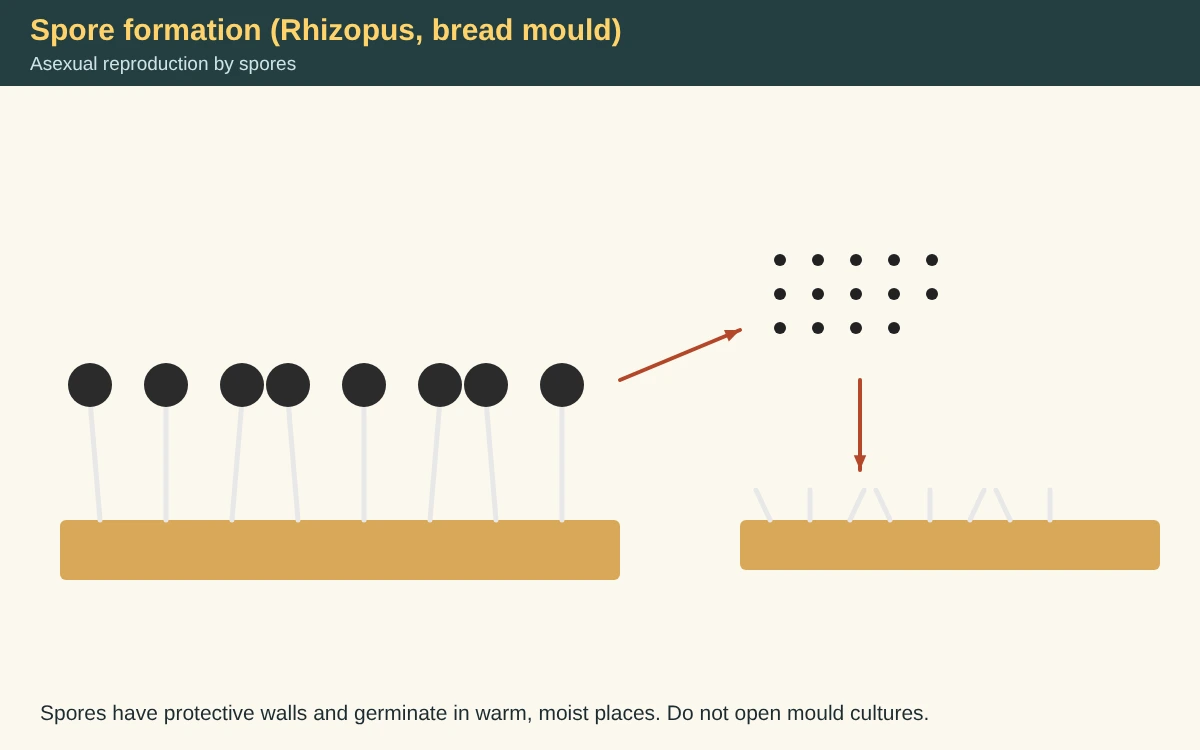 Spore formation (Rhizopus, bread mould)
Asexual reproduction by spores
Spores have protective walls and germinate in warm, moist places. Do not open mould cultures.